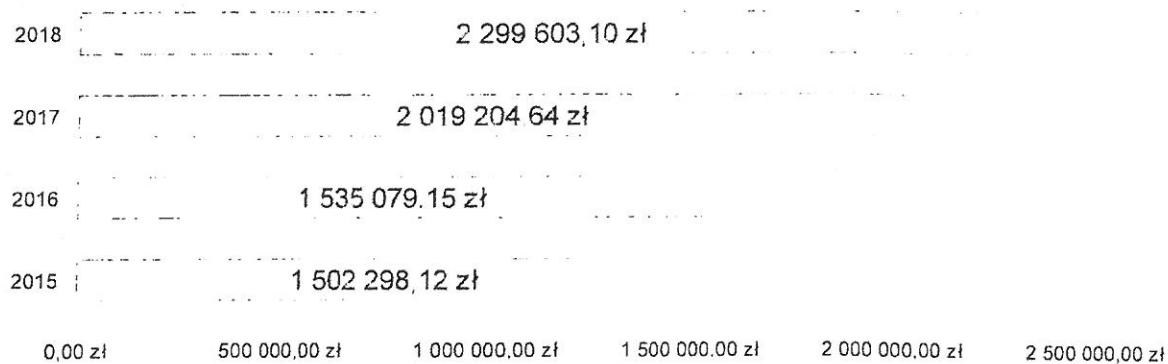 2018 2 299 603,10 zł
2017 2 019 204.64 zł
2016 1 535 079.15 zł
2015 1 502 298,12 zł
0,00 zł 500 000,00 zł 1 000 000,00 zł 1 500 000.00 zł 2 000 000.00 zł 2 500 000,00 zł